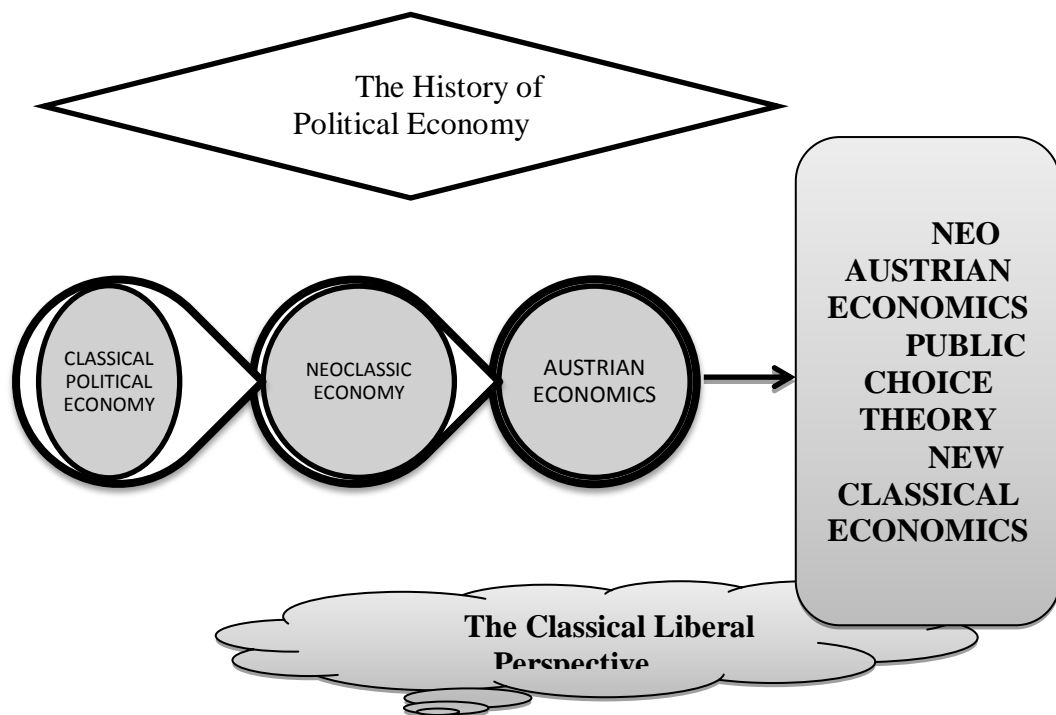 The History of
Political Economy
CLASSICAL
POLITICAL
ECONOMY
NEOCLASSIC
ECONOMY
AUSTRIAN
ECONOMICS
NEO
AUSTRIAN
ECONOMICS
PUBLIC
CHOICE
THEORY
NEW
CLASSICAL
ECONOMICS
The Classical Liberal
Perspective